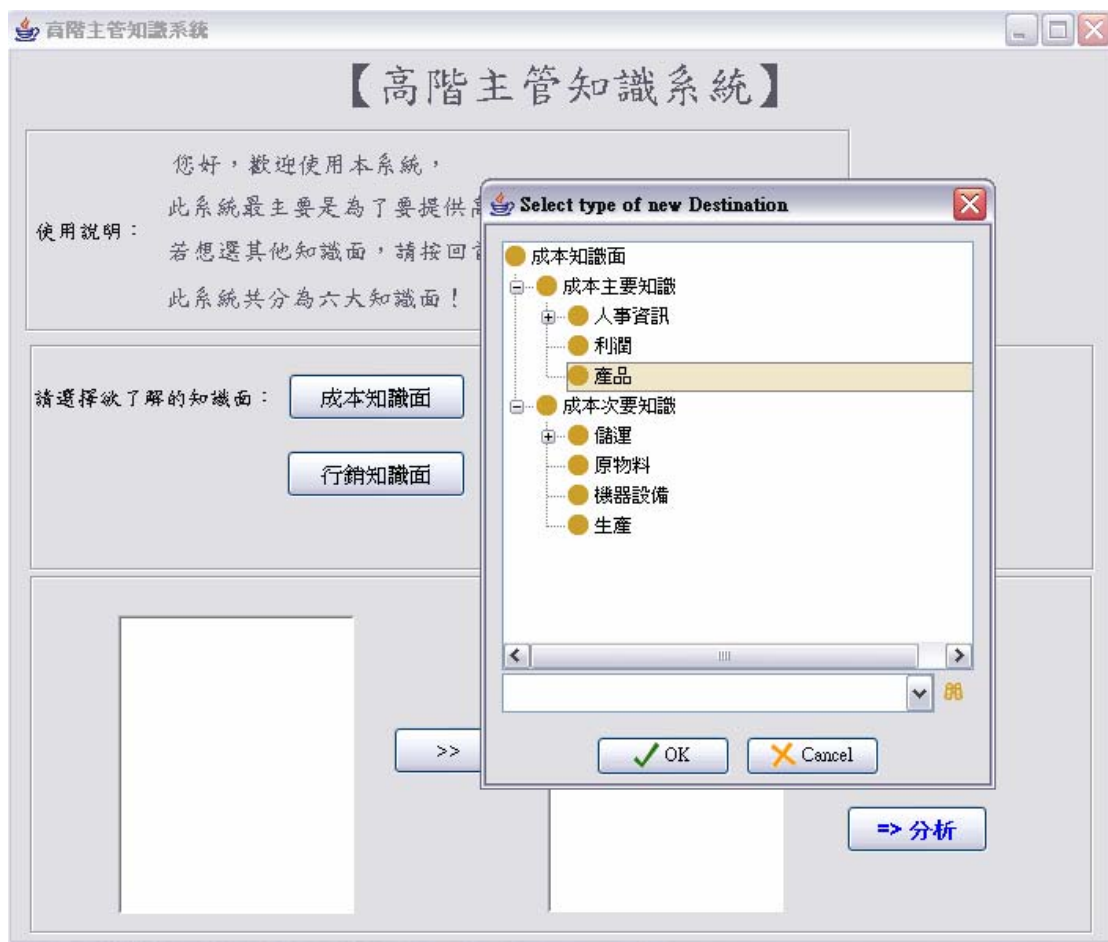 高階主管知識系統
【高階主管知識系統】
使用說明：
您好，歡迎使用本系統，
此系統最主要是為了要提供
若想選其他知識面，請按回
此系統共分為六大知識面！
請選擇欲了解的知識面：
成本知識面
行銷知識面
>>
=> 分析
Select type of new Destination
成本知識面
成本主要知識
人事資訊
利潤
產品
成本次要知識
儲運
原物料
機器設備
生產
OK
Cancel